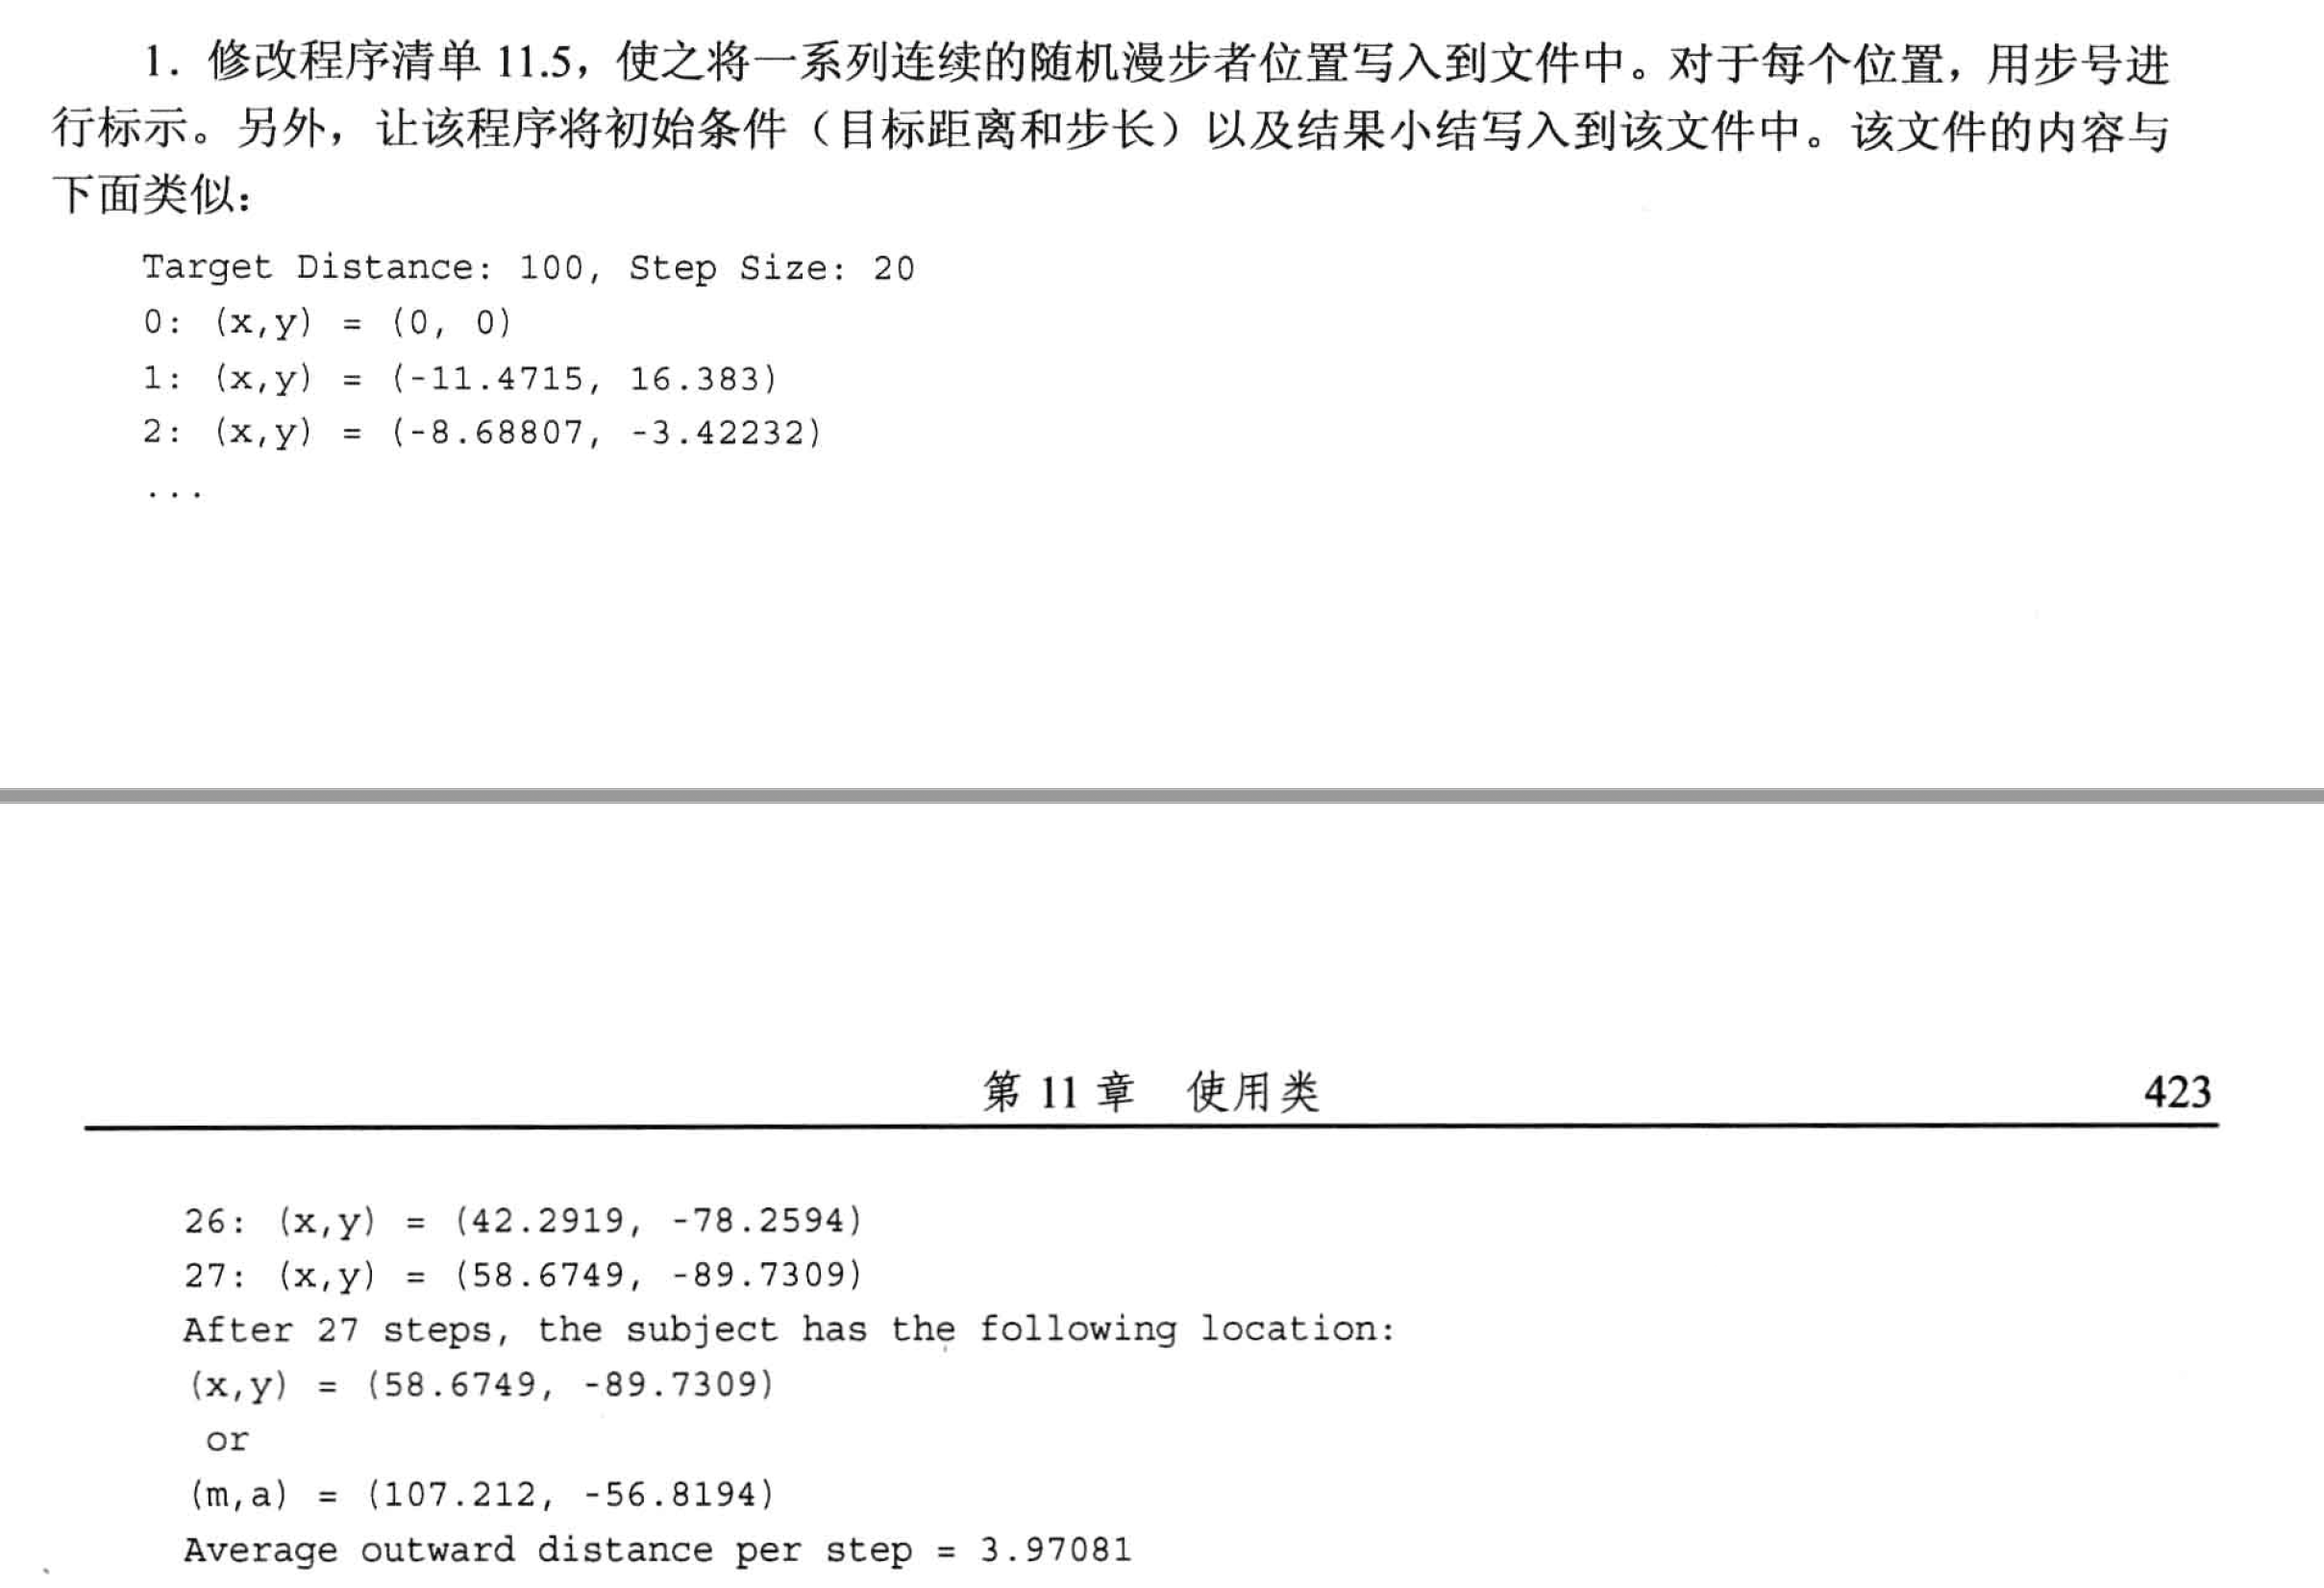 1. 修改程序清单 11.5，使之将一系列连续的随机漫步者位置写入到文件中。对于每个位置，用步号进
行标示。另外，让该程序将初始条件（目标距离和步长）以及结果小结写入到该文件中。该文件的内容与
下面类似：
Target Distance: 100, Step Size: 20
0: (x,y) = (0, 0)
1: (x,y) = (-11.4715, 16.383)
2: (x,y) = (-8.68807, -3.42232)
...
第 11 章 使用类 423
26: (x,y) = (42.2919, -78.2594)
27: (x,y) = (58.6749, -89.7309)
After 27 steps, the subject has the following location:
(x,y) = (58.6749, -89.7309)
or
(m,a) = (107.212, -56.8194)
Average outward distance per step = 3.97081